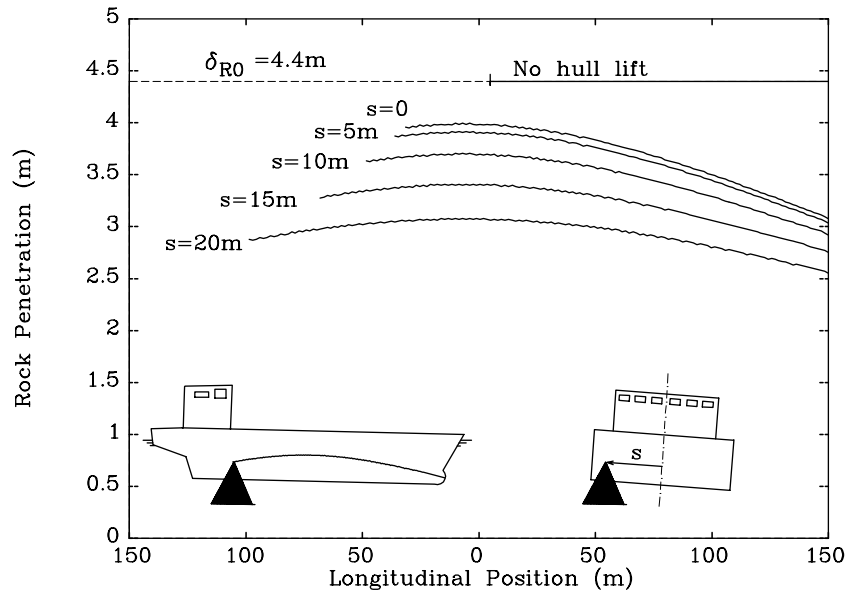 5
δR0 =4.4m
No hull lift
4.5
4
s=0
s=5m
s=10m
3.5
s=15m
3
s=20m
2.5
Rock Penetration (m)
2
1.5
1
s
0.5
0
150 100 50 0 50 100 150
Longitudinal Position (m)